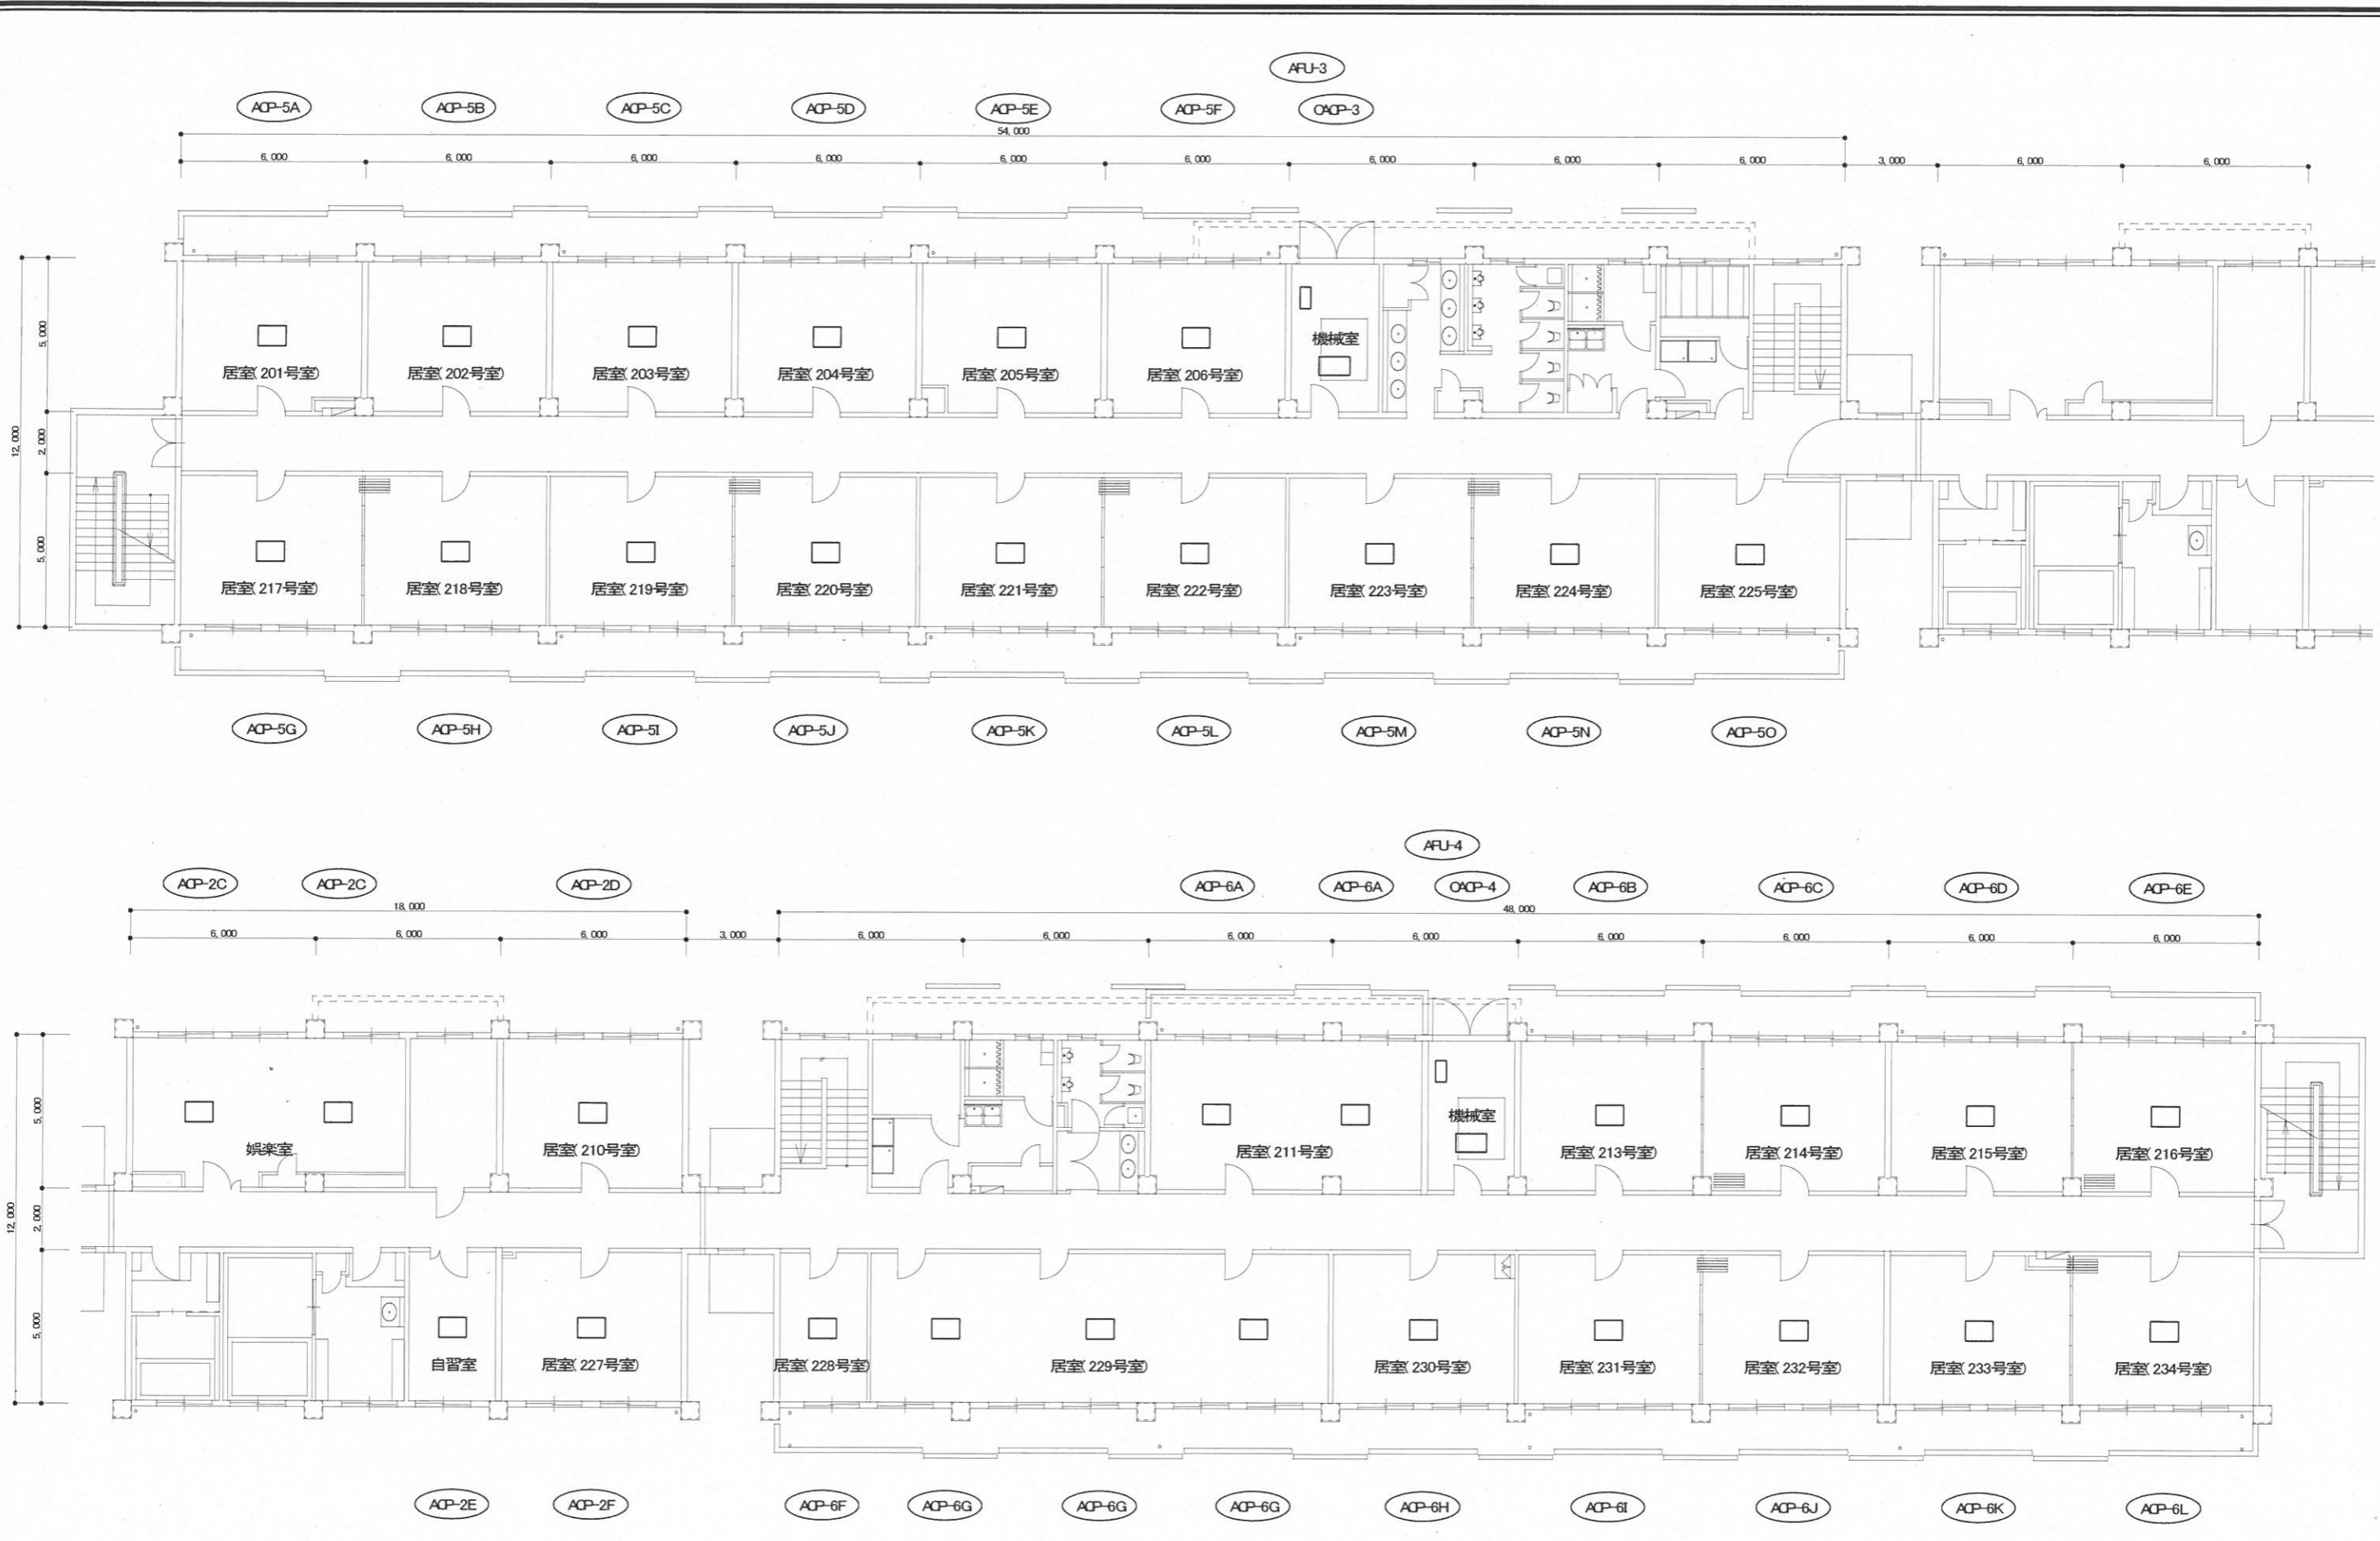 AFU-3
ACP-5A ACP-5B ACP-5C ACP-5D ACP-5E ACP-5F OACP-3
54,000
6,000 6,000 6,000 6,000 6,000 6,000 6,000 6,000 6,000 3,000 6,000 6,000
12,000
5,000
2,000
5,000
機械室
居室(201号室) 居室(202号室) 居室(203号室) 居室(204号室) 居室(205号室) 居室(206号室)
居室(217号室) 居室(218号室) 居室(219号室) 居室(220号室) 居室(221号室) 居室(222号室) 居室(223号室) 居室(224号室) 居室(225号室)
ACP-5G ACP-5H ACP-5I ACP-5J ACP-5K ACP-5L ACP-5M ACP-5N ACP-5O
AFU-4
ACP-2C ACP-2C ACP-2D ACP-6A ACP-6A OACP-4 ACP-6B ACP-6C ACP-6D ACP-6E
18,000 48,000
6,000 6,000 6,000 3,000 6,000 6,000 6,000 6,000 6,000 6,000 6,000 6,000
12,000
5,000
2,000
5,000
機械室
娯楽室 居室(210号室) 居室(211号室) 居室(213号室) 居室(214号室) 居室(215号室) 居室(216号室)
自習室 居室(227号室) 居室(228号室) 居室(229号室) 居室(230号室) 居室(231号室) 居室(232号室) 居室(233号室) 居室(234号室)
ACP-2E ACP-2F ACP-6F ACP-6G ACP-6G ACP-6G ACP-6H ACP-6I ACP-6J ACP-6K ACP-6L